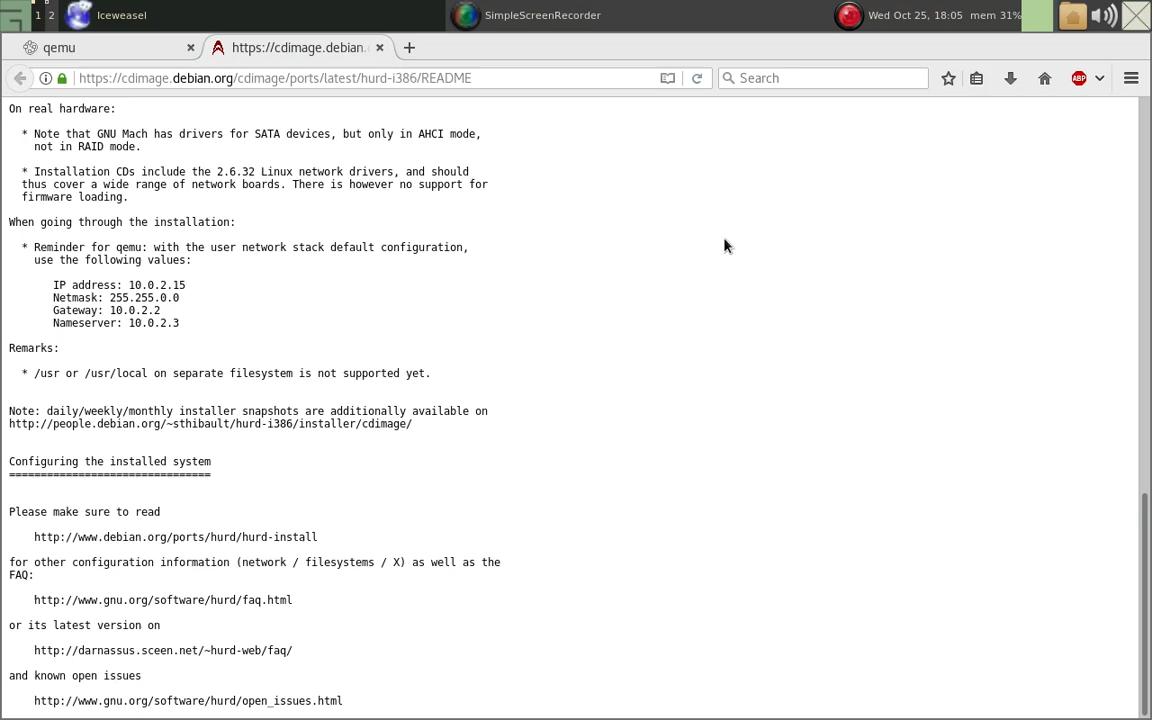 1 2 Iceweasel SimpleScreenRecorder Wed Oct 25, 18:05 mem 31%
qemu https://cdimage.debian.
https://cdimage.debian.org/cdimage/ports/latest/hurd-i386/README Search ABP
On real hardware:
* Note that GNU Mach has drivers for SATA devices, but only in AHCI mode,
not in RAID mode.
* Installation CDs include the 2.6.32 Linux network drivers, and should
thus cover a wide range of network boards. There is however no support for
firmware loading.
When going through the installation:
* Reminder for qemu: with the user network stack default configuration,
use the following values:
IP address: 10.0.2.15
Netmask: 255.255.0.0
Gateway: 10.0.2.2
Nameserver: 10.0.2.3
Remarks:
* /usr or /usr/local on separate filesystem is not supported yet.
Note: daily/weekly/monthly installer snapshots are additionally available on
http://people.debian.org/~sthibault/hurd-i386/installer/cdimage/
Configuring the installed system
================================
Please make sure to read
http://www.debian.org/ports/hurd/hurd-install
for other configuration information (network / filesystems / X) as well as the
FAQ:
http://www.gnu.org/software/hurd/faq.html
or its latest version on
http://darnassus.sceen.net/~hurd-web/faq/
and known open issues
http://www.gnu.org/software/hurd/open_issues.html